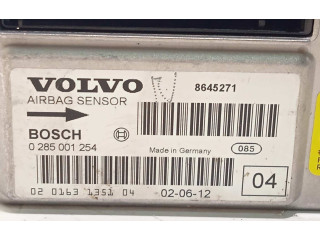 VOLVO
8645271
AIRBAG SENSOR
BOSCH
0 285 001 254
Made in Germany
085
02 0163 1351 04
02-06-12
04